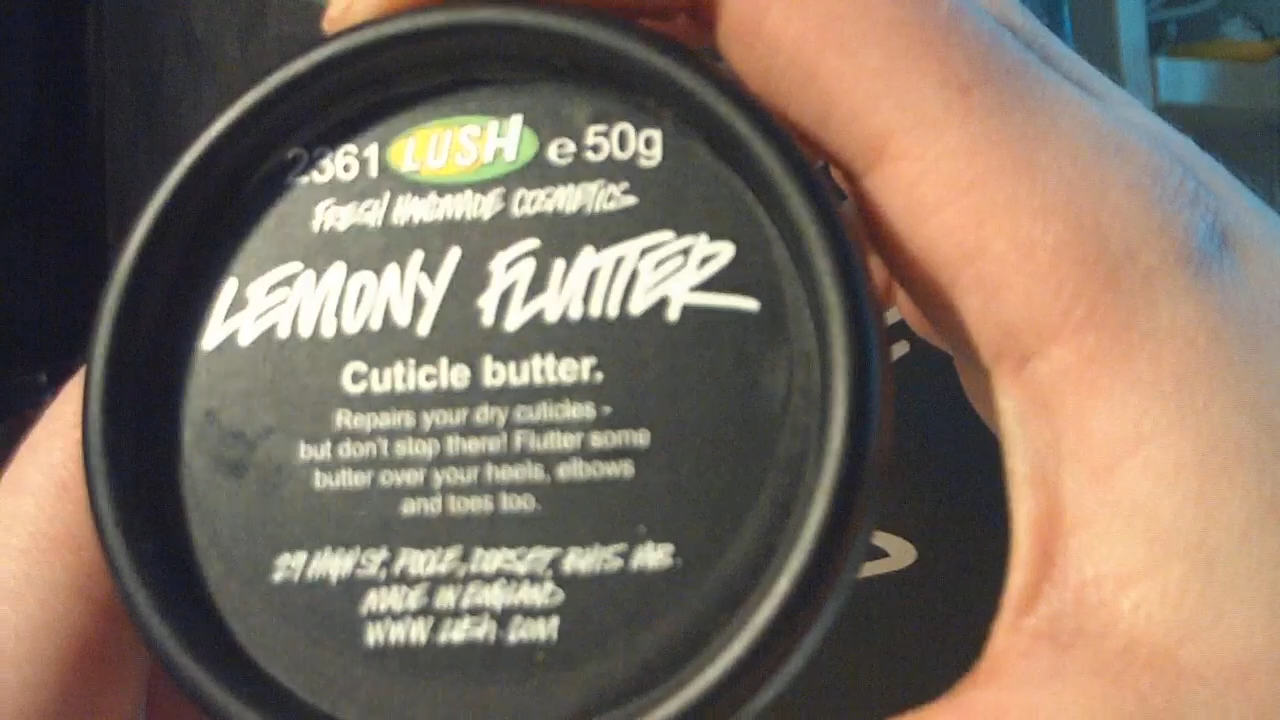 2361 LUSH e 50g
FRESH HANDMADE COSMETICS
LEMONY FLUTTER
Cuticle butter.
Repairs your dry cuticles -
but don't stop there! Flutter some
butter over your heels, elbows
and toes too.
29 HIGH ST, POOLE, DORSET, BH15 1AB.
MADE IN ENGLAND
WWW.LUSH.COM